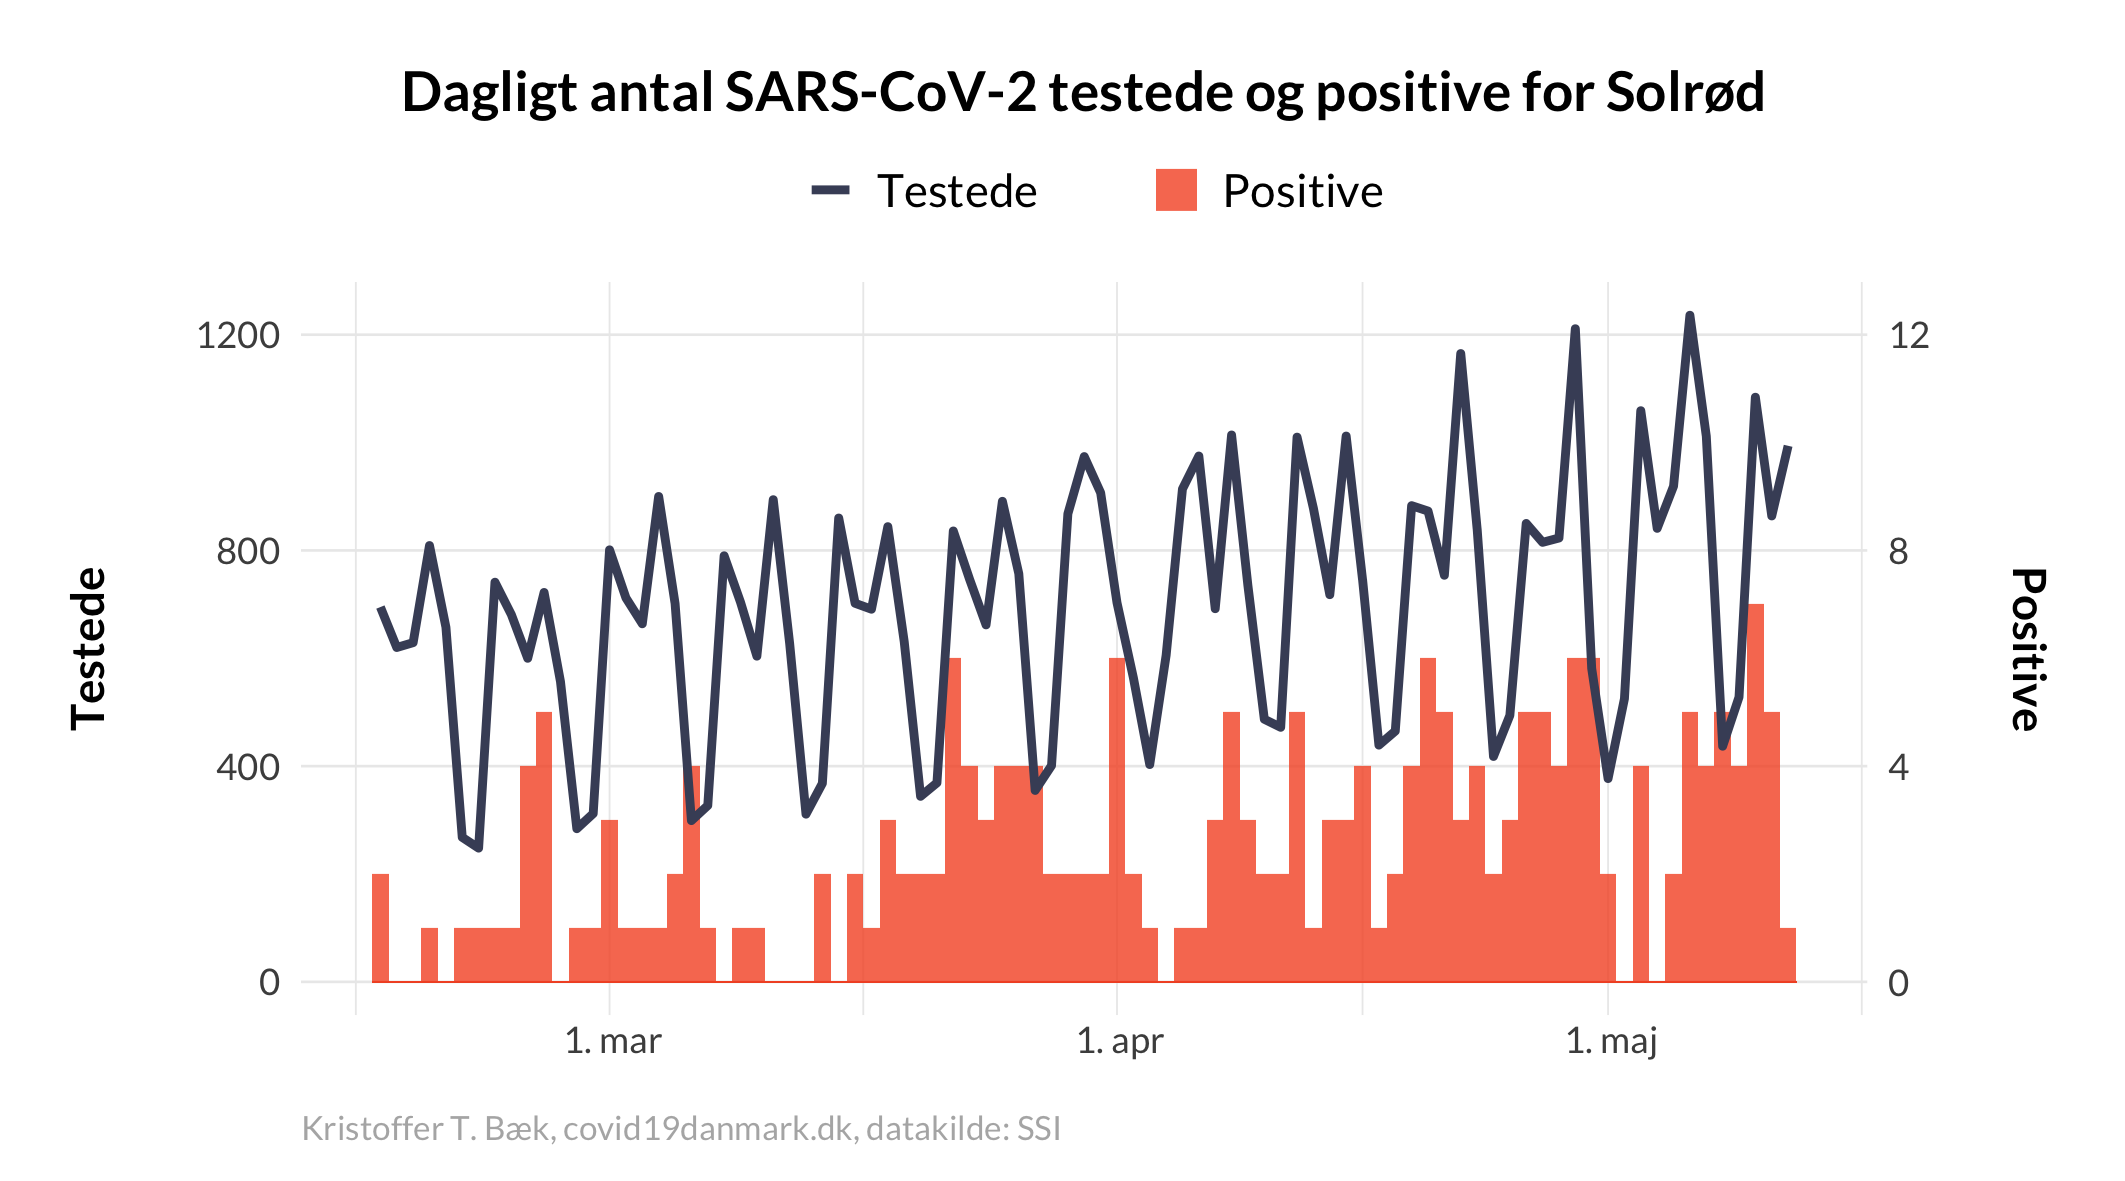 Dagligt antal SARS-CoV-2 testede og positive for Solrød
Testede Positive
1200 12
800 8
400 4
0 0
Testede
Positive
1. mar 1. apr 1. maj
Kristoffer T. Bæk, covid19danmark.dk, datakilde: SSI